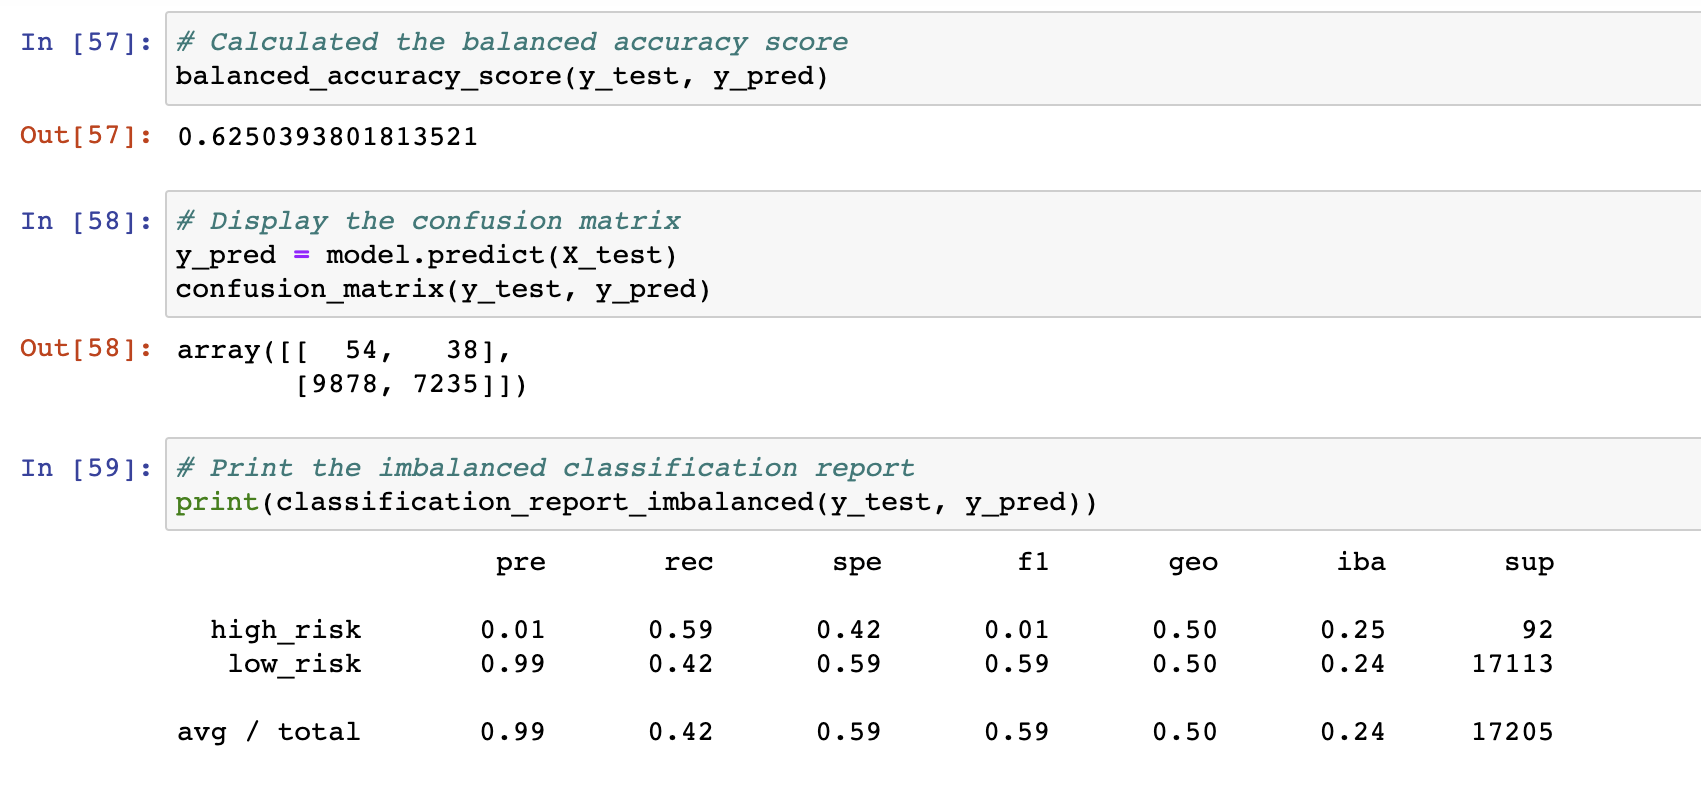 In [57]: # Calculated the balanced accuracy score
balanced_accuracy_score(y_test, y_pred)
Out[57]: 0.6250393801813521
In [58]: # Display the confusion matrix
y_pred = model.predict(X_test)
confusion_matrix(y_test, y_pred)
Out[58]: array([[  54,   38],
[9878, 7235]])
In [59]: # Print the imbalanced classification report
print(classification_report_imbalanced(y_test, y_pred))
pre rec spe f1 geo iba sup
high_risk 0.01 0.59 0.42 0.01 0.50 0.25 92
low_risk 0.99 0.42 0.59 0.59 0.50 0.24 17113
avg / total 0.99 0.42 0.59 0.59 0.50 0.24 17205